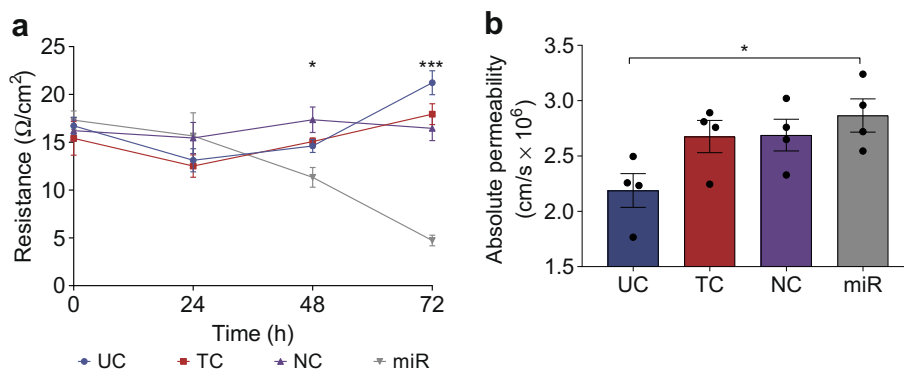 a
Resistance (Ω/cm²)
25
20
15
10
5
0
*
***
0 24 48 72
Time (h)
UC TC NC miR
b
Absolute permeability
(cm/s × 10⁶)
3.5
3.0
2.5
2.0
1.5
*
UC TC NC miR